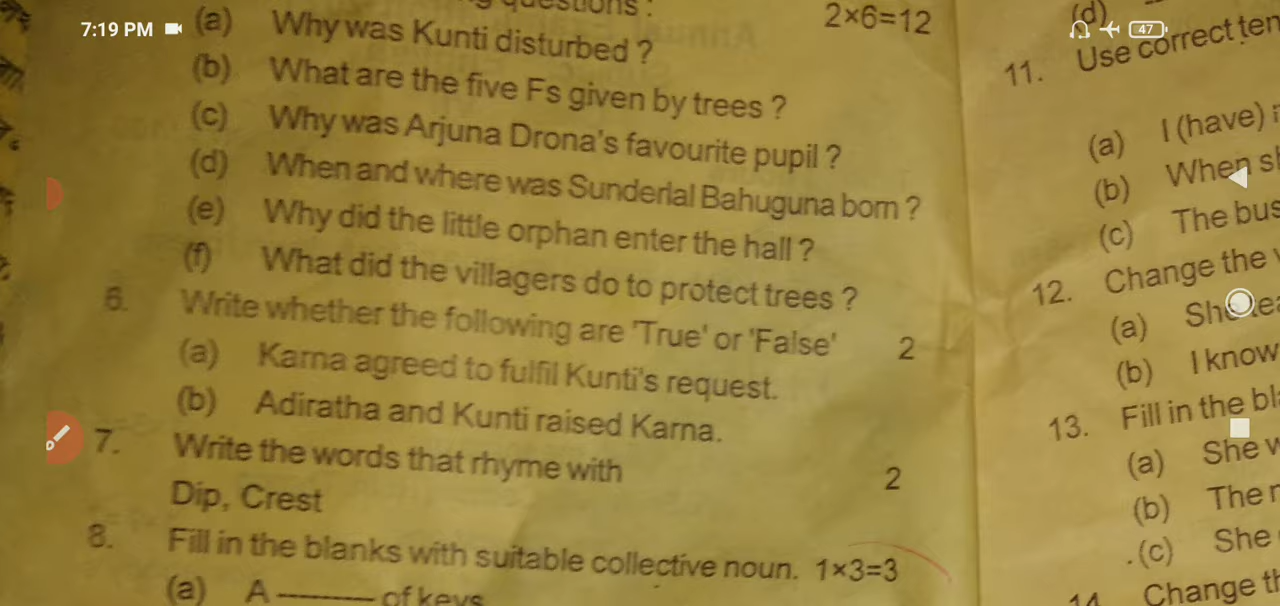 7:19 PM
47
questions :
2×6=12
(a) Why was Kunti disturbed ?
(b) What are the five Fs given by trees ?
(c) Why was Arjuna Drona's favourite pupil ?
(d) When and where was Sunderlal Bahuguna born ?
(e) Why did the little orphan enter the hall ?
(f) What did the villagers do to protect trees ?
6. Write whether the following are 'True' or 'False' 2
(a) Karna agreed to fulfil Kunti's request.
(b) Adiratha and Kunti raised Karna.
7. Write the words that rhyme with 2
Dip, Crest
8. Fill in the blanks with suitable collective noun. 1×3=3
(a) A ---------- of keys
(d)
11. Use correct
(a) I (have)
(b) When
(c) The bus
12. Change the
(a) She
(b) I know
13. Fill in the
(a) She
(b) The
(c) She
14. Change